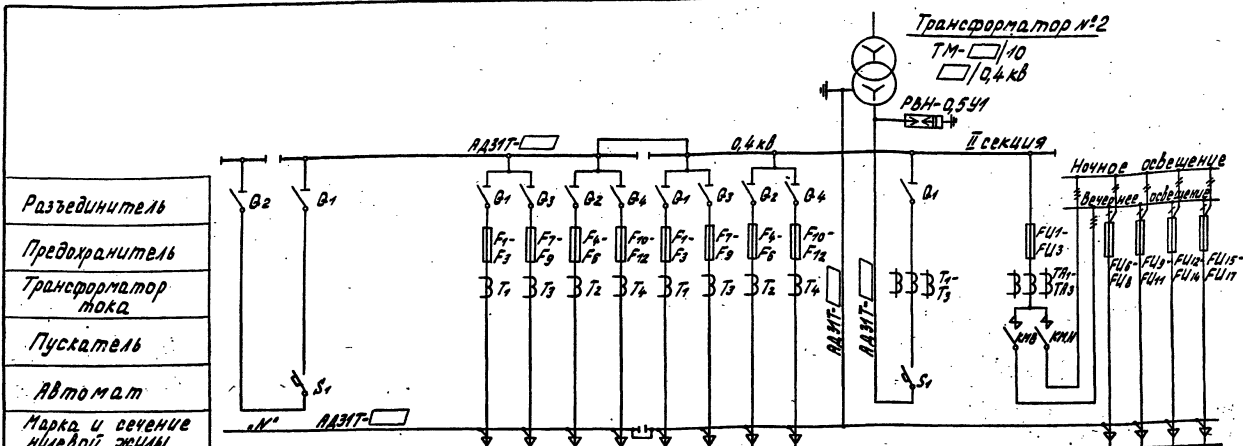 Трансформатор №2
ТМ-/10
/0,4 кв
РВН-0,5У1
АД31Т-
0,4 кв
II секция
Ночное освещение
Вечернее освещение
Разъединитель
Q2
Q1
Q1
Q3
Q2
Q4
Q1
Q3
Q2
Q4
Q1
Предохранитель
F1-F3
F7-F9
F4-F6
F10-F12
F1-F3
F7-F9
F4-F6
F10-F12
FU1-FU3
FU6-FU8
FU9-FU11
FU12-FU14
FU15-FU17
Трансформатор
тока
T1
T3
T2
T4
T1
T3
T2
T4
АД31Т-
АД31Т-
T1-T3
TA1-TA3
Пускатель
КМВ
КМН
Автомат
S1
S1
Марка и сечение
нулевой жилы
"N"
АД31Т-